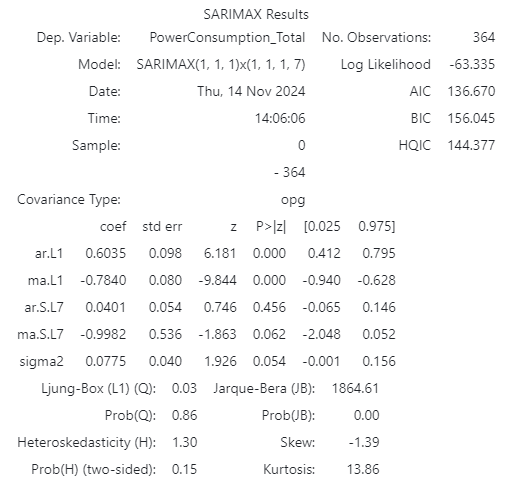 SARIMAX Results
Dep. Variable: PowerConsumption_Total No. Observations: 364
Model: SARIMAX(1, 1, 1)x(1, 1, 1, 7) Log Likelihood -63.335
Date: Thu, 14 Nov 2024 AIC 136.670
Time: 14:06:06 BIC 156.045
Sample: 0 HQIC 144.377
- 364
Covariance Type: opg
coef std err z P>|z| [0.025 0.975]
ar.L1 0.6035 0.098 6.181 0.000 0.412 0.795
ma.L1 -0.7840 0.080 -9.844 0.000 -0.940 -0.628
ar.S.L7 0.0401 0.054 0.746 0.456 -0.065 0.146
ma.S.L7 -0.9982 0.536 -1.863 0.062 -2.048 0.052
sigma2 0.0775 0.040 1.926 0.054 -0.001 0.156
Ljung-Box (L1) (Q): 0.03 Jarque-Bera (JB): 1864.61
Prob(Q): 0.86 Prob(JB): 0.00
Heteroskedasticity (H): 1.30 Skew: -1.39
Prob(H) (two-sided): 0.15 Kurtosis: 13.86